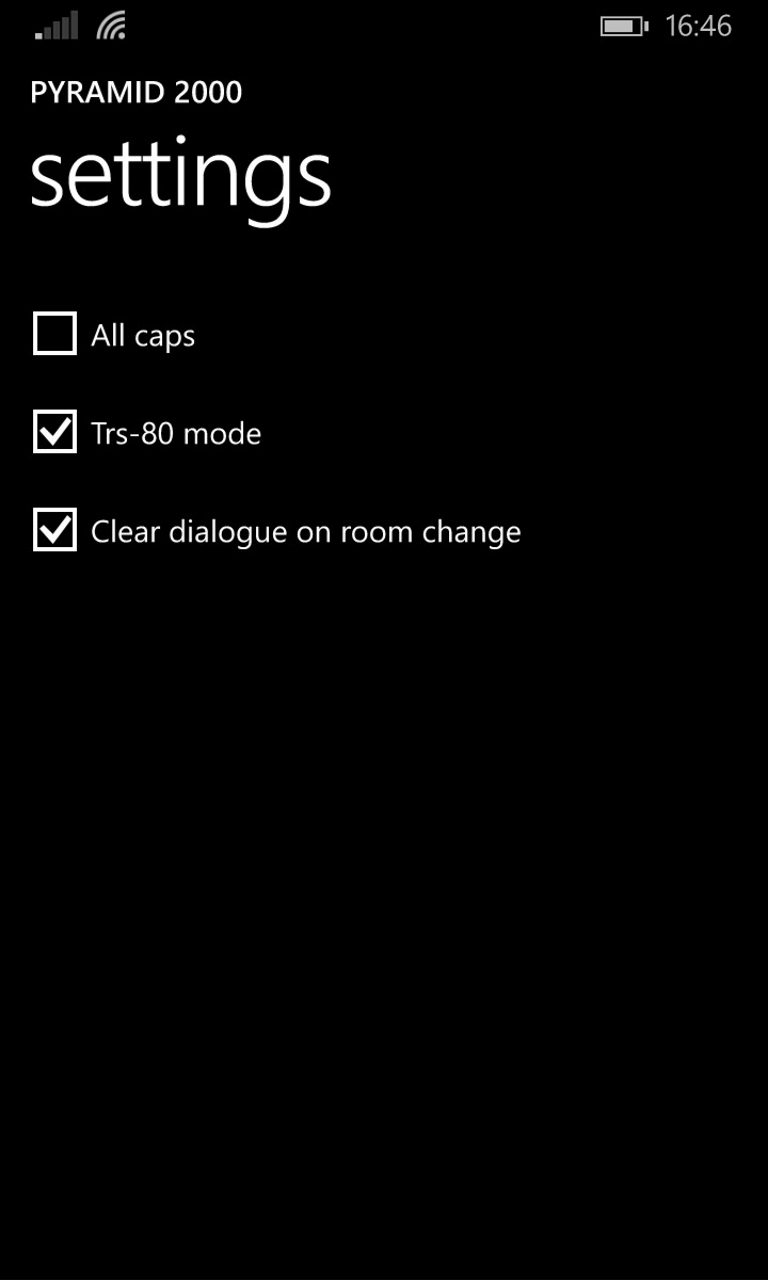 16:46
PYRAMID 2000
settings
All caps
Trs-80 mode
Clear dialogue on room change